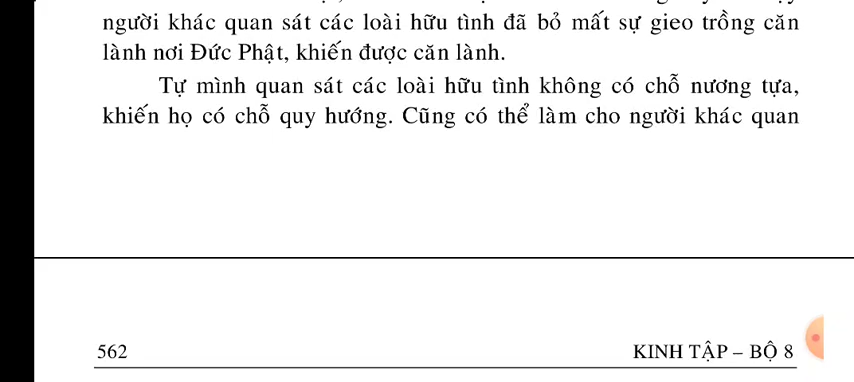 người khác quan sát các loài hữu tình đã bỏ mất sự gieo trồng căn
lành nơi Đức Phật, khiến được căn lành.
Tự mình quan sát các loài hữu tình không có chỗ nương tựa,
khiến họ có chỗ quy hướng. Cũng có thể làm cho người khác quan
562
KINH TẬP – BỘ 8